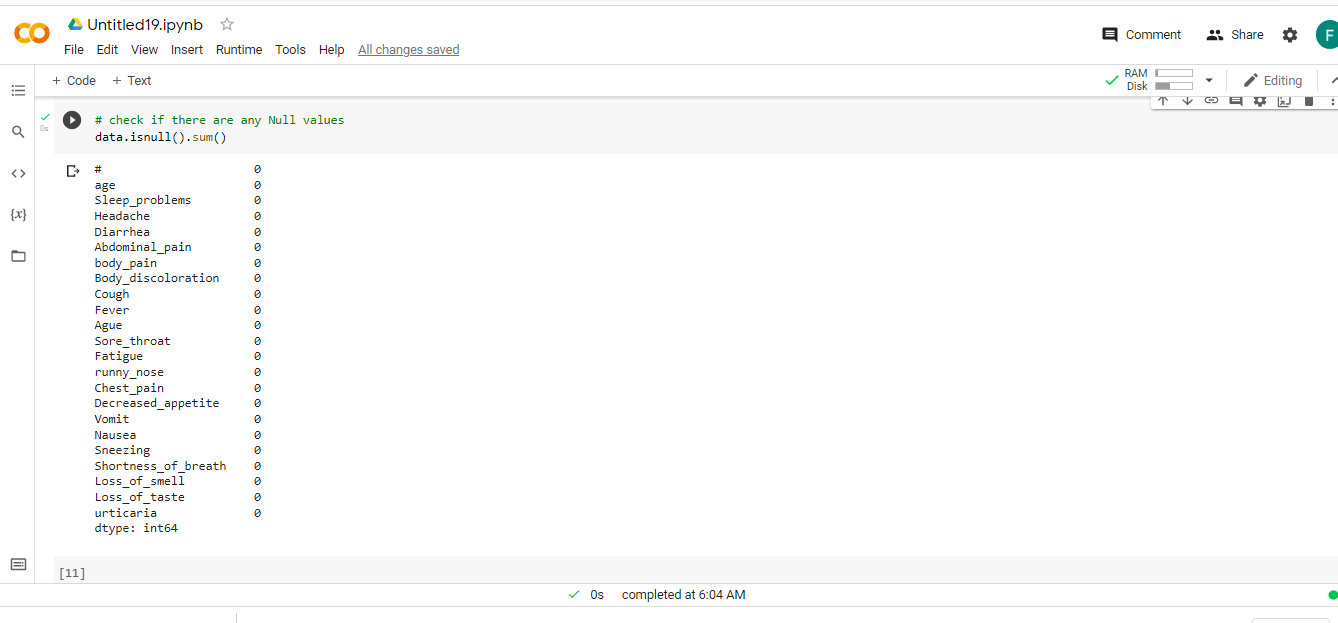 Untitled19.ipynb
Comment
Share
F
File Edit View Insert Runtime Tools Help All changes saved
+ Code + Text
RAM
Disk
Editing
0s
# check if there are any Null values
data.isnull().sum()
# 0
age 0
Sleep_problems 0
Headache 0
Diarrhea 0
Abdominal_pain 0
body_pain 0
Body_discoloration 0
Cough 0
Fever 0
Ague 0
Sore_throat 0
Fatigue 0
runny_nose 0
Chest_pain 0
Decreased_appetite 0
Vomit 0
Nausea 0
Sneezing 0
Shortness_of_breath 0
Loss_of_smell 0
Loss_of_taste 0
urticaria 0
dtype: int64
[11]
0s completed at 6:04 AM